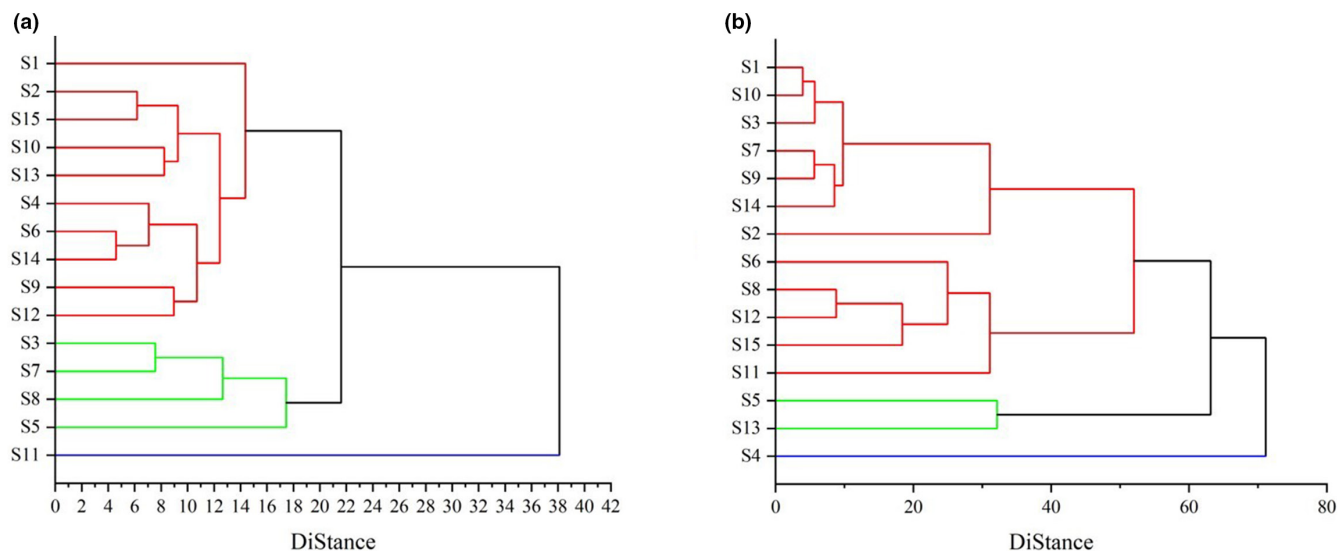 (a)
S1
S2
S15
S10
S13
S4
S6
S14
S9
S12
S3
S7
S8
S5
S11
0 2 4 6 8 10 12 14 16 18 20 22 24 26 28 30 32 34 36 38 40 42
DiStance
(b)
S1
S10
S3
S7
S9
S14
S2
S6
S8
S12
S15
S11
S5
S13
S4
0 20 40 60 80
DiStance